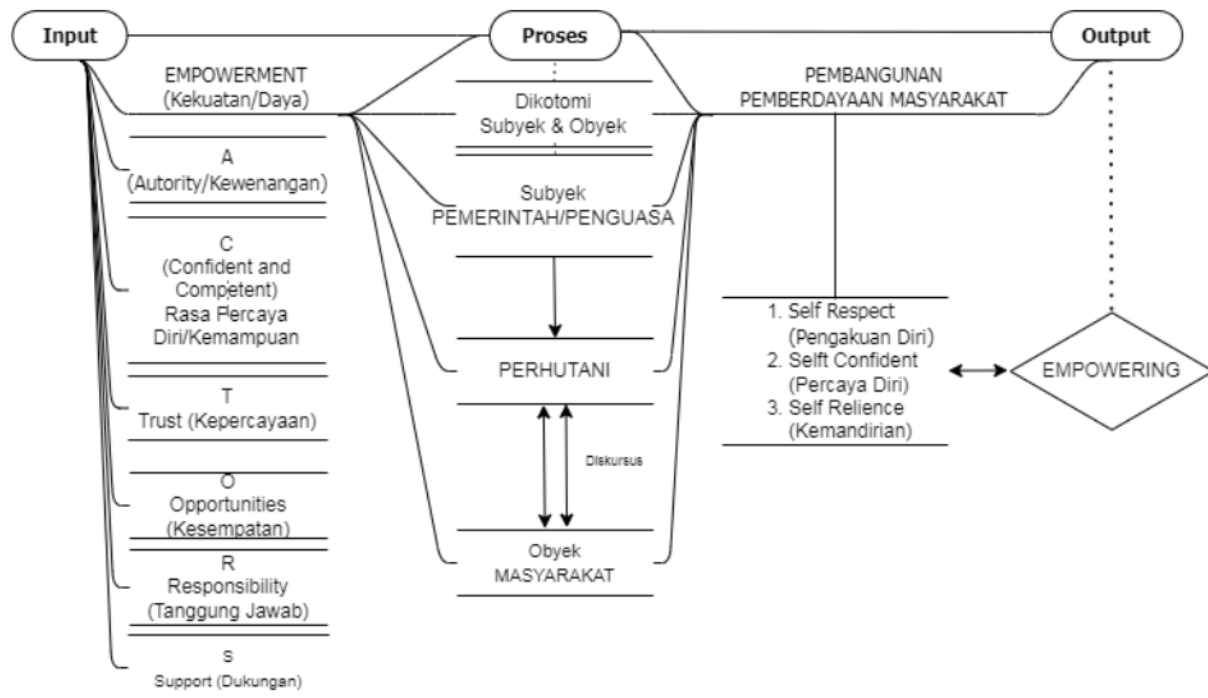 Input
Proses
Output
EMPOWERMENT
(Kekuatan/Daya)
A
(Autority/Kewenangan)
C
(Confident and
Competent)
Rasa Percaya
Diri/Kemampuan
T
Trust (Kepercayaan)
O
Opportunities
(Kesempatan)
R
Responsibility
(Tanggung Jawab)
S
Support (Dukungan)
Dikotomi
Subyek & Obyek
Subyek
PEMERINTAH/PENGUASA
PERHUTANI
Diskursus
Obyek
MASYARAKAT
PEMBANGUNAN
PEMBERDAYAAN MASYARAKAT
1. Self Respect
(Pengakuan Diri)
2. Selft Confident
(Percaya Diri)
3. Self Relience
(Kemandirian)
EMPOWERING